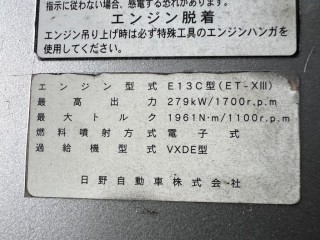 指示に従わない場合、感電する恐れがあります。
エンジン脱着
エンジン吊り上げ時は必ず特殊工具のエンジンハンガを
使用してください。
エンジン型式 E13C型(ET-XIII)
最高出力 279kW/1700r.p.m
最大トルク 1961N·m/1100r.p.m
燃料噴射方式 電子式
過給機型式 VXDE型
日野自動車株式会社